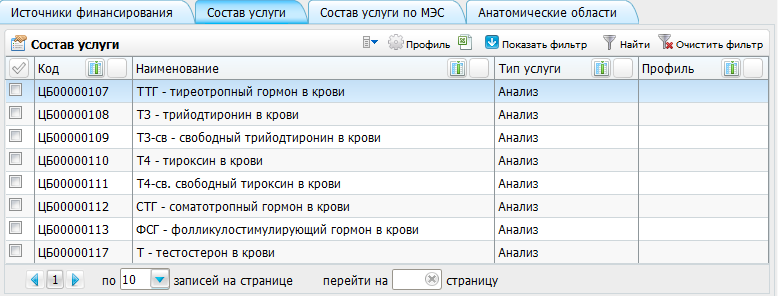 Источники финансирования Состав услуги Состав услуги по МЭС Анатомические области
Состав услуги Профиль Показать фильтр Найти Очистить фильтр
Код Наименование Тип услуги Профиль
ЦБ00000107 ТТГ - тиреотропный гормон в крови Анализ
ЦБ00000108 Т3 - трийодтиронин в крови Анализ
ЦБ00000109 Т3-св - свободный трийодтиронин в крови Анализ
ЦБ00000110 Т4 - тироксин в крови Анализ
ЦБ00000111 Т4-св. свободный тироксин в крови Анализ
ЦБ00000112 СТГ - соматотропный гормон в крови Анализ
ЦБ00000113 ФСГ - фолликулостимулирующий гормон в крови Анализ
ЦБ00000117 Т - тестостерон в крови Анализ
1 по 10 записей на странице перейти на страницу